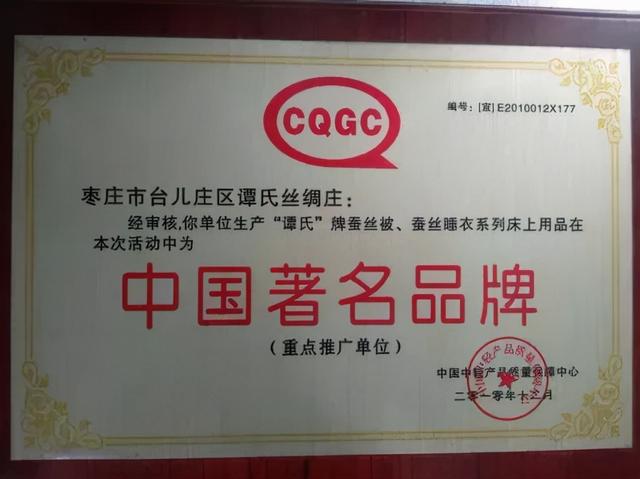 CQGC
编号：[宣]E2010012X177
枣庄市台儿庄区谭氏丝绸庄：
经审核,你单位生产“谭氏”牌蚕丝被、蚕丝睡衣系列床上用品在
本次活动中为
中国著名品牌
（重点推广单位）
中国中轻产品质量保障中心
二零一零年十二月